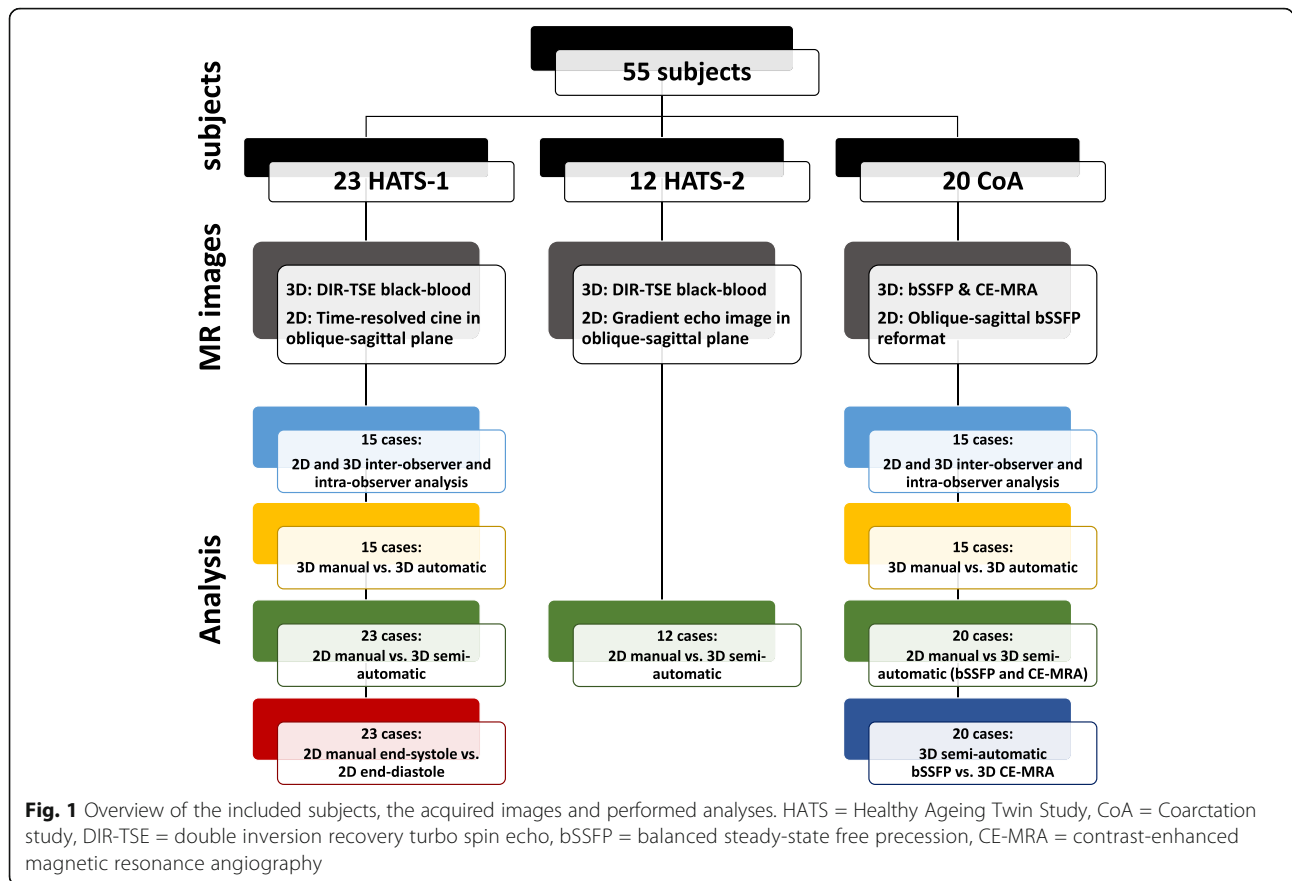 subjects
55 subjects
23 HATS-1
12 HATS-2
20 CoA
MR images
3D: DIR-TSE black-blood
2D: Time-resolved cine in
oblique-sagittal plane
3D: DIR-TSE black-blood
2D: Gradient echo image in
oblique-sagittal plane
3D: bSSFP & CE-MRA
2D: Oblique-sagittal bSSFP
reformat
Analysis
15 cases:
2D and 3D inter-observer and
intra-observer analysis
15 cases:
2D and 3D inter-observer and
intra-observer analysis
15 cases:
3D manual vs. 3D automatic
15 cases:
3D manual vs. 3D automatic
23 cases:
2D manual vs. 3D semi-
automatic
12 cases:
2D manual vs. 3D semi-
automatic
20 cases:
2D manual vs 3D semi-
automatic (bSSFP and CE-MRA)
23 cases:
2D manual end-systole vs.
2D end-diastole
20 cases:
3D semi-automatic
bSSFP vs. 3D CE-MRA
Fig. 1 Overview of the included subjects, the acquired images and performed analyses. HATS = Healthy Ageing Twin Study, CoA = Coarctation
study, DIR-TSE = double inversion recovery turbo spin echo, bSSFP = balanced steady-state free precession, CE-MRA = contrast-enhanced
magnetic resonance angiography